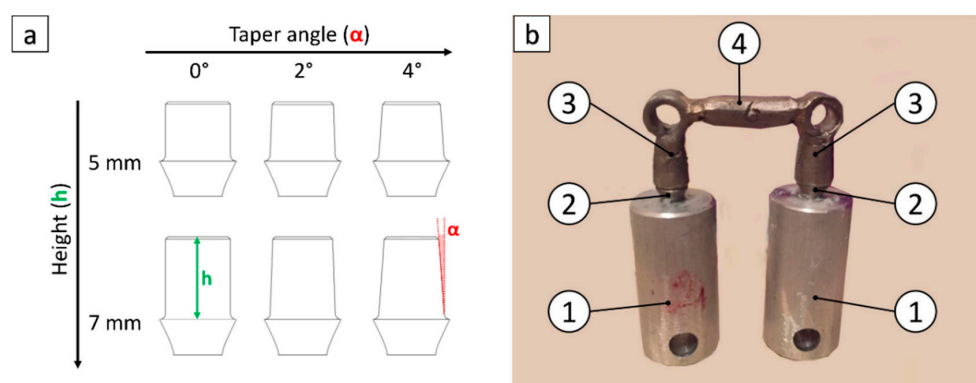 a
Taper angle (α)
0° 2° 4°
5 mm
Height (h)
7 mm
h
α
b
4
3 3
2 2
1 1